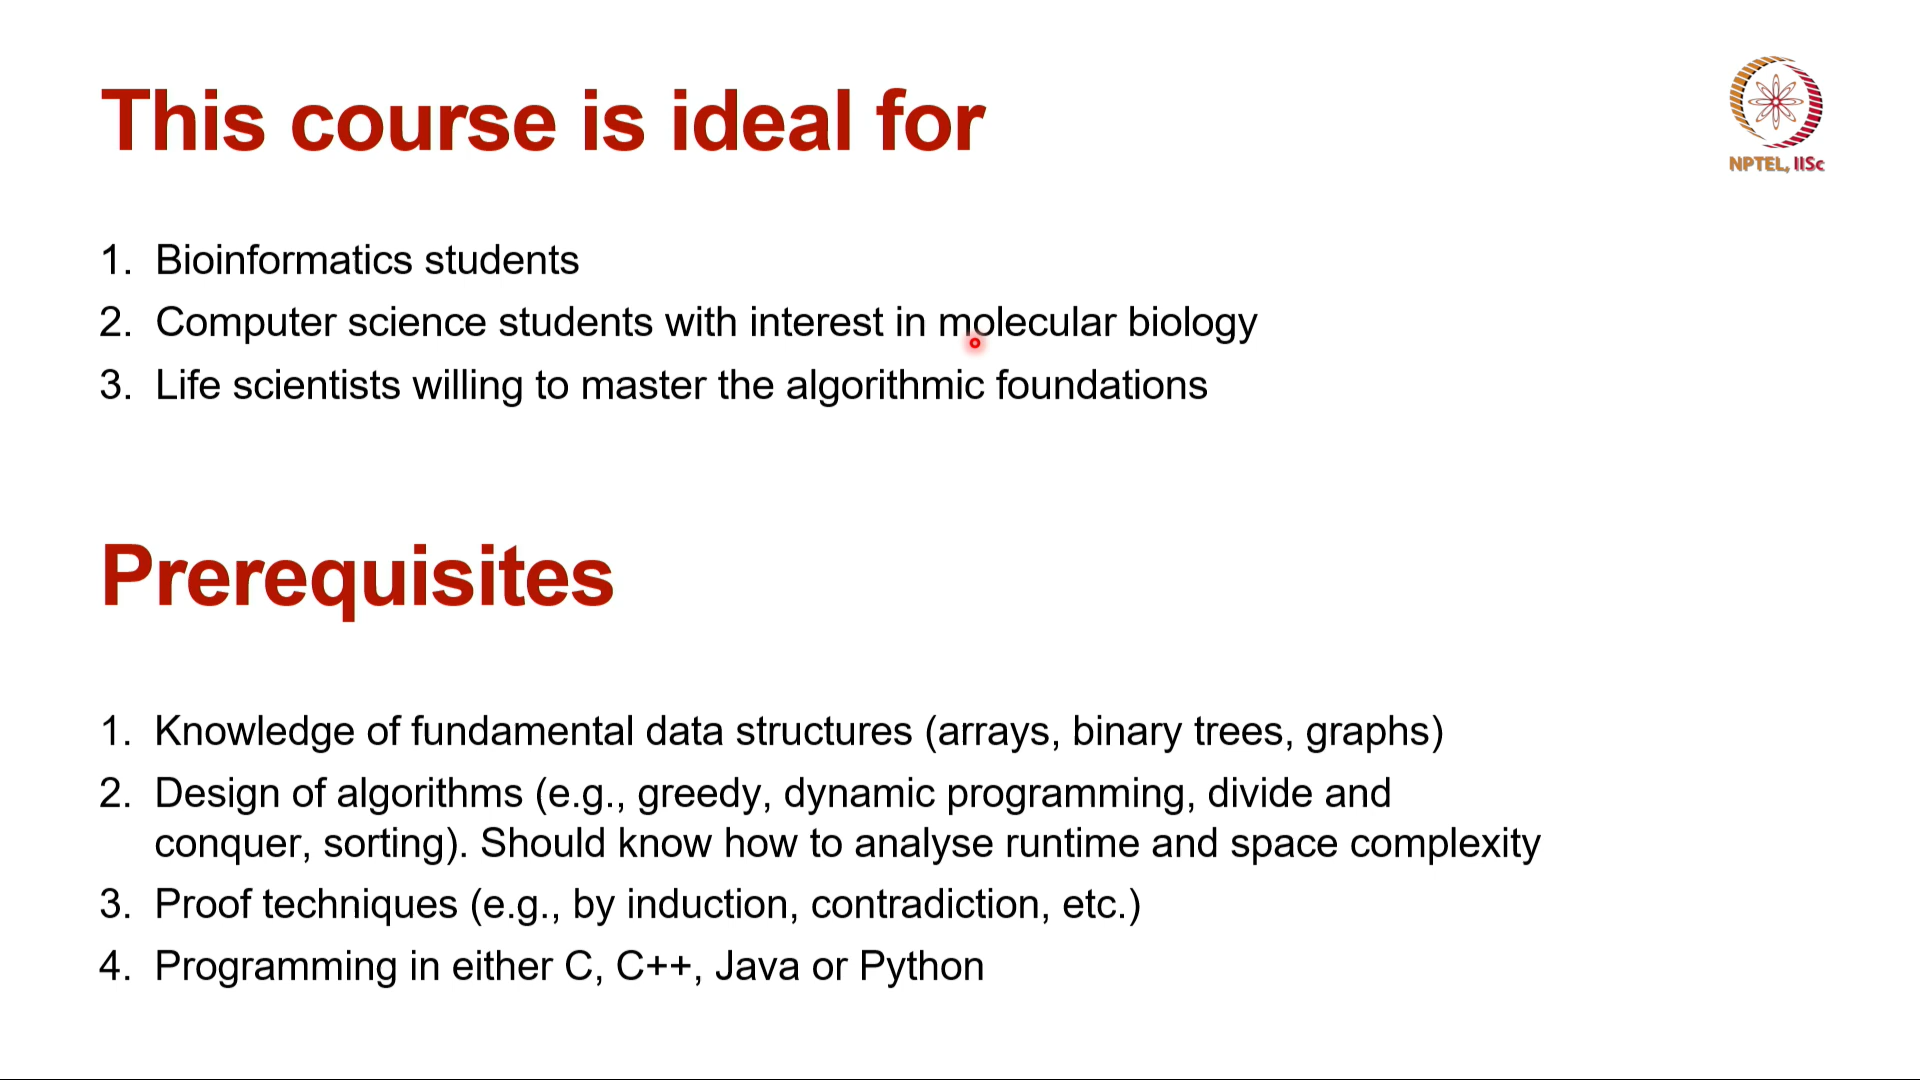 This course is ideal for
NPTEL, IISc
1. Bioinformatics students
2. Computer science students with interest in molecular biology
3. Life scientists willing to master the algorithmic foundations
Prerequisites
1. Knowledge of fundamental data structures (arrays, binary trees, graphs)
2. Design of algorithms (e.g., greedy, dynamic programming, divide and
conquer, sorting). Should know how to analyse runtime and space complexity
3. Proof techniques (e.g., by induction, contradiction, etc.)
4. Programming in either C, C++, Java or Python